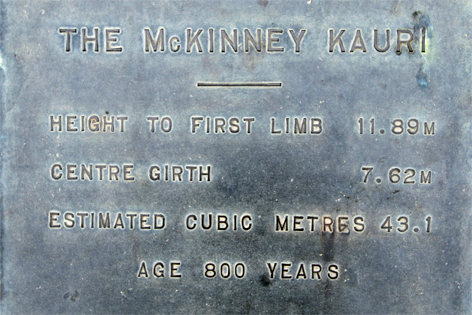 THE McKINNEY KAURI
HEIGHT TO FIRST LIMB 11.89M
CENTRE GIRTH 7.62M
ESTIMATED CUBIC METRES 43.1
AGE 800 YEARS